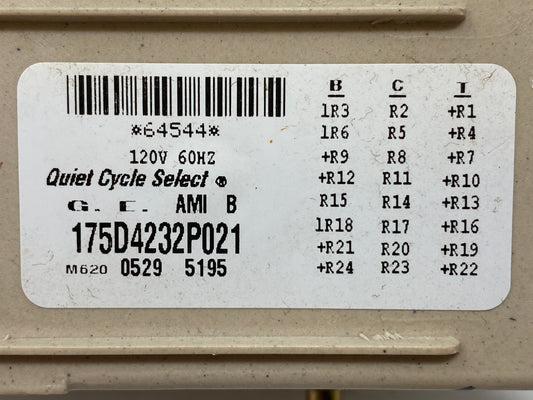 *64544*
120V 60HZ
Quiet Cycle Select ®
G. E. AMI B
175D4232P021
M620 0529 5195
B C T
1R3 R2 +R1
1R6 R5 +R4
+R9 R8 +R7
+R12 R11 +R10
R15 R14 +R13
1R18 R17 +R16
+R21 R20 +R19
+R24 R23 +R22